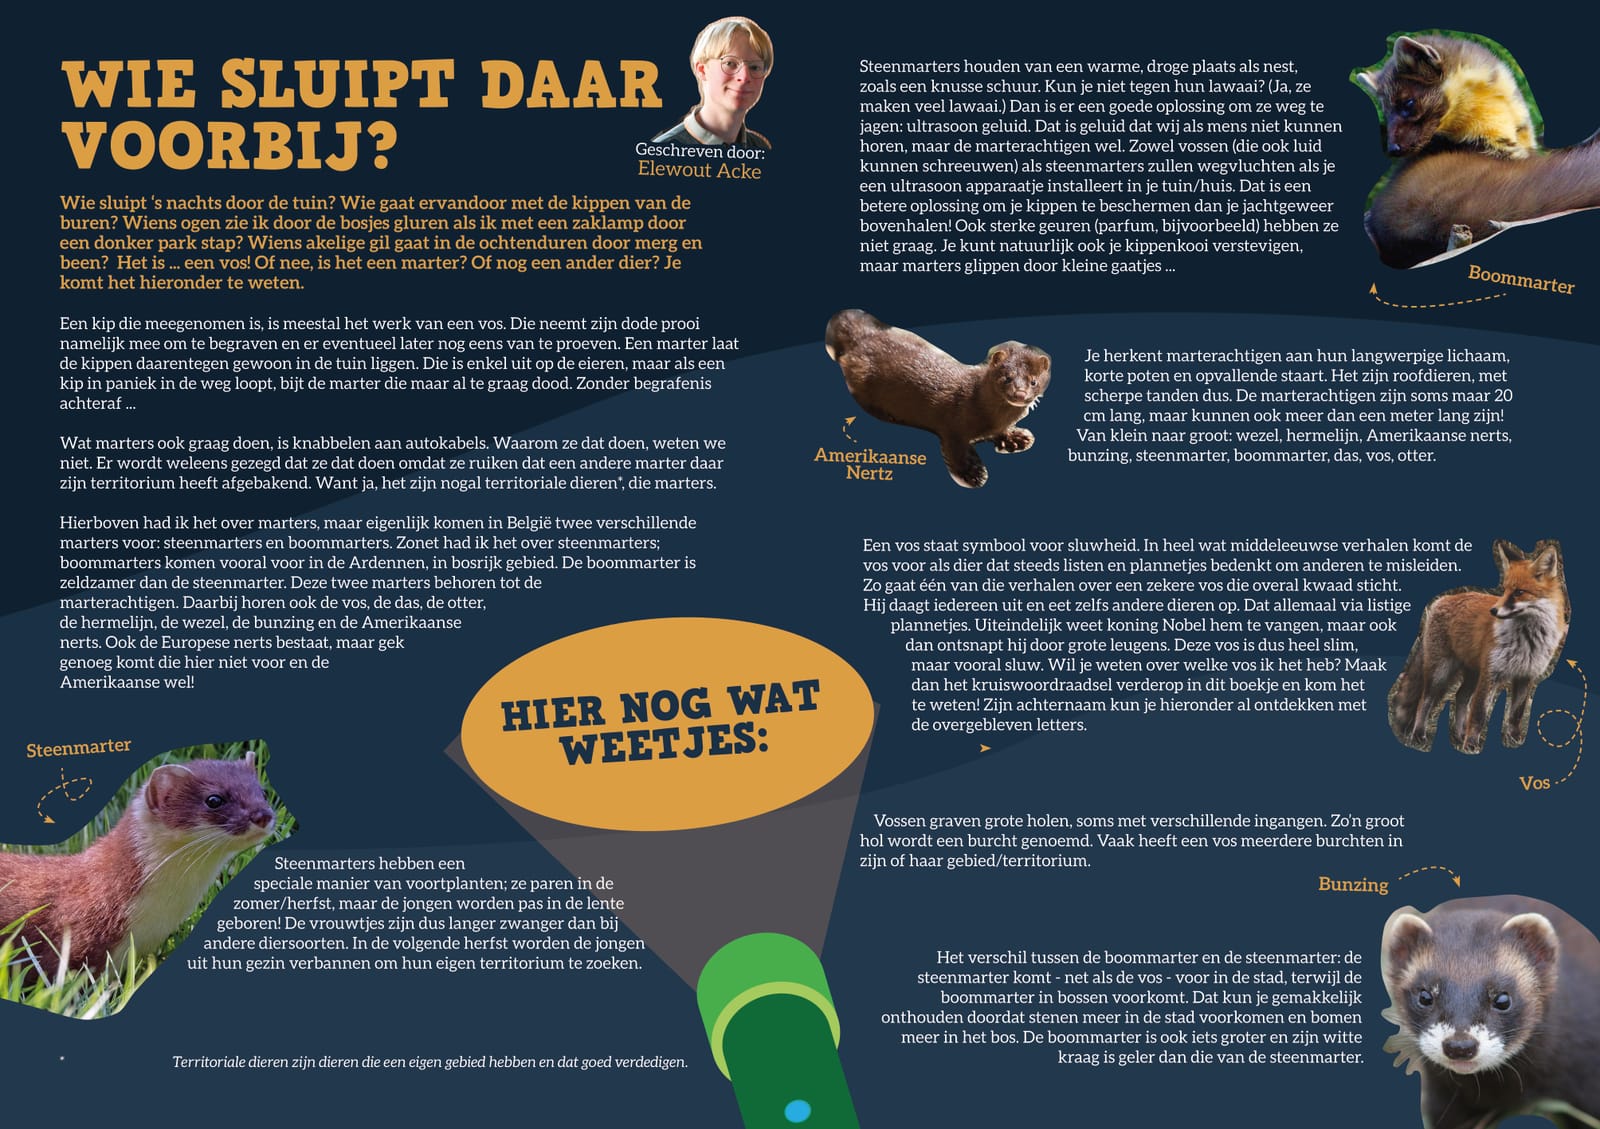 WIE SLUIPT DAAR
VOORBIJ?
Geschreven door:
Elewout Acke
Wie sluipt ‘s nachts door de tuin? Wie gaat ervandoor met de kippen van de
buren? Wiens ogen zie ik door de bosjes gluren als ik met een zaklamp door
een donker park stap? Wiens akelige gil gaat in de ochtenduren door merg en
been? Het is ... een vos! Of nee, is het een marter? Of nog een ander dier? Je
komt het hieronder te weten.
Een kip die meegenomen is, is meestal het werk van een vos. Die neemt zijn dode prooi
namelijk mee om te begraven en er eventueel later nog eens van te proeven. Een marter laat
de kippen daarentegen gewoon in de tuin liggen. Die is enkel uit op de eieren, maar als een
kip in paniek in de weg loopt, bijt de marter die maar al te graag dood. Zonder begrafenis
achteraf ...
Wat marters ook graag doen, is knabbelen aan autokabels. Waarom ze dat doen, weten we
niet. Er wordt weleens gezegd dat ze dat doen omdat ze ruiken dat een andere marter daar
zijn territorium heeft afgebakend. Want ja, het zijn nogal territoriale dieren*, die marters.
Hierboven had ik het over marters, maar eigenlijk komen in België twee verschillende
marters voor: steenmarters en boommarters. Zonet had ik het over steenmarters;
boommarters komen vooral voor in de Ardennen, in bosrijk gebied. De boommarter is
zeldzamer dan de steenmarter. Deze twee marters behoren tot de
marterachtigen. Daarbij horen ook de vos, de das, de otter,
de hermelijn, de wezel, de bunzing en de Amerikaanse
nerts. Ook de Europese nerts bestaat, maar gek
genoeg komt die hier niet voor en de
Amerikaanse wel!
HIER NOG WAT
WEETJES:
Steenmarter
Steenmarters hebben een
speciale manier van voortplanten; ze paren in de
zomer/herfst, maar de jongen worden pas in de lente
geboren! De vrouwtjes zijn dus langer zwanger dan bij
andere diersoorten. In de volgende herfst worden de jongen
uit hun gezin verbannen om hun eigen territorium te zoeken.
* Territoriale dieren zijn dieren die een eigen gebied hebben en dat goed verdedigen.
Steenmarters houden van een warme, droge plaats als nest,
zoals een knusse schuur. Kun je niet tegen hun lawaai? (Ja, ze
maken veel lawaai.) Dan is er een goede oplossing om ze weg te
jagen: ultrasoon geluid. Dat is geluid dat wij als mens niet kunnen
horen, maar de marterachtigen wel. Zowel vossen (die ook luid
kunnen schreeuwen) als steenmarters zullen wegvluchten als je
een ultrasoon apparaatje installeert in je tuin/huis. Dat is een
betere oplossing om je kippen te beschermen dan je jachtgeweer
bovenhalen! Ook sterke geuren (parfum, bijvoorbeeld) hebben ze
niet graag. Je kunt natuurlijk ook je kippenkooi verstevigen,
maar marters glippen door kleine gaatjes ...
Boommarter
Amerikaanse
Nertz
Je herkent marterachtigen aan hun langwerpige lichaam,
korte poten en opvallende staart. Het zijn roofdieren, met
scherpe tanden dus. De marterachtigen zijn soms maar 20
cm lang, maar kunnen ook meer dan een meter lang zijn!
Van klein naar groot: wezel, hermelijn, Amerikaanse nerts,
bunzing, steenmarter, boommarter, das, vos, otter.
Een vos staat symbool voor sluwheid. In heel wat middeleeuwse verhalen komt de
vos voor als dier dat steeds listen en plannetjes bedenkt om anderen te misleiden.
Zo gaat één van die verhalen over een zekere vos die overal kwaad sticht.
Hij daagt iedereen uit en eet zelfs andere dieren op. Dat allemaal via listige
plannetjes. Uiteindelijk weet koning Nobel hem te vangen, maar ook
dan ontsnapt hij door grote leugens. Deze vos is dus heel slim,
maar vooral sluw. Wil je weten over welke vos ik het heb? Maak
dan het kruiswoordraadsel verderop in dit boekje en kom het
te weten! Zijn achternaam kun je hieronder al ontdekken met
de overgebleven letters.
Vos
Vossen graven grote holen, soms met verschillende ingangen. Zo’n groot
hol wordt een burcht genoemd. Vaak heeft een vos meerdere burchten in
zijn of haar gebied/territorium.
Bunzing
Het verschil tussen de boommarter en de steenmarter: de
steenmarter komt - net als de vos - voor in de stad, terwijl de
boommarter in bossen voorkomt. Dat kun je gemakkelijk
onthouden doordat stenen meer in de stad voorkomen en bomen
meer in het bos. De boommarter is ook iets groter en zijn witte
kraag is geler dan die van de steenmarter.